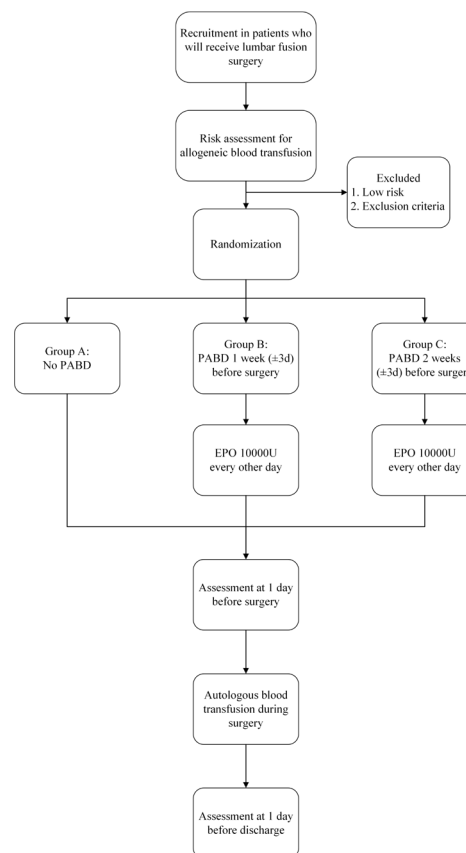 Recruitment in patients who
will receive lumbar fusion
surgery
Risk assessment for
allogeneic blood transfusion
Excluded
1. Low risk
2. Exclusion criteria
Randomization
Group A:
No PABD
Group B:
PABD 1 week (±3d)
before surgery
Group C:
PABD 2 weeks
(±3d) before surgery
EPO 10000U
every other day
EPO 10000U
every other day
Assessment at 1 day
before surgery
Autologous blood
transfusion during
surgery
Assessment at 1 day
before discharge